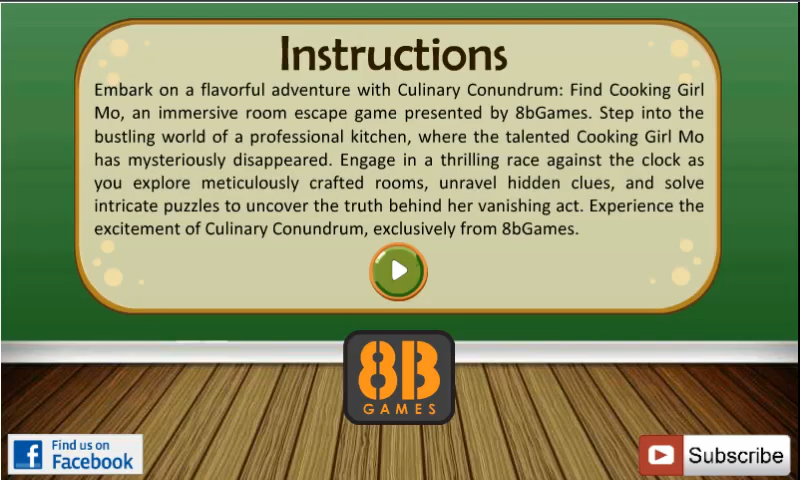 Instructions
Embark on a flavorful adventure with Culinary Conundrum: Find Cooking Girl
Mo, an immersive room escape game presented by 8bGames. Step into the
bustling world of a professional kitchen, where the talented Cooking Girl Mo
has mysteriously disappeared. Engage in a thrilling race against the clock as
you explore meticulously crafted rooms, unravel hidden clues, and solve
intricate puzzles to uncover the truth behind her vanishing act. Experience the
excitement of Culinary Conundrum, exclusively from 8bGames.
8B
GAMES
Find us on
Facebook
Subscribe